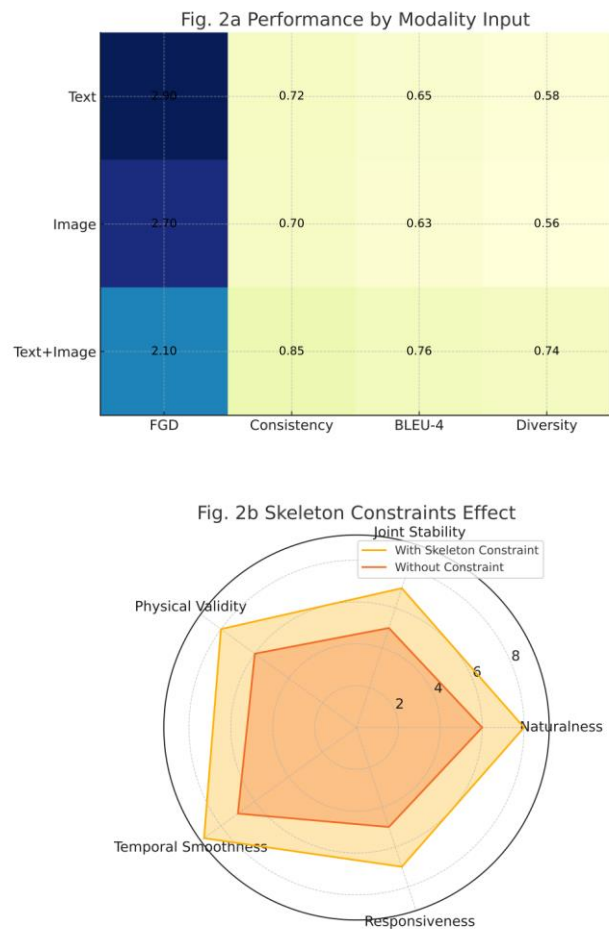 Fig. 2a Performance by Modality Input
Text 2.90 0.72 0.65 0.58
Image 2.70 0.70 0.63 0.56
Text+Image 2.10 0.85 0.76 0.74
FGD Consistency BLEU-4 Diversity
Fig. 2b Skeleton Constraints Effect
Joint Stability
With Skeleton Constraint
Without Constraint
Physical Validity
8
6
4
2
Naturalness
Temporal Smoothness
Responsiveness